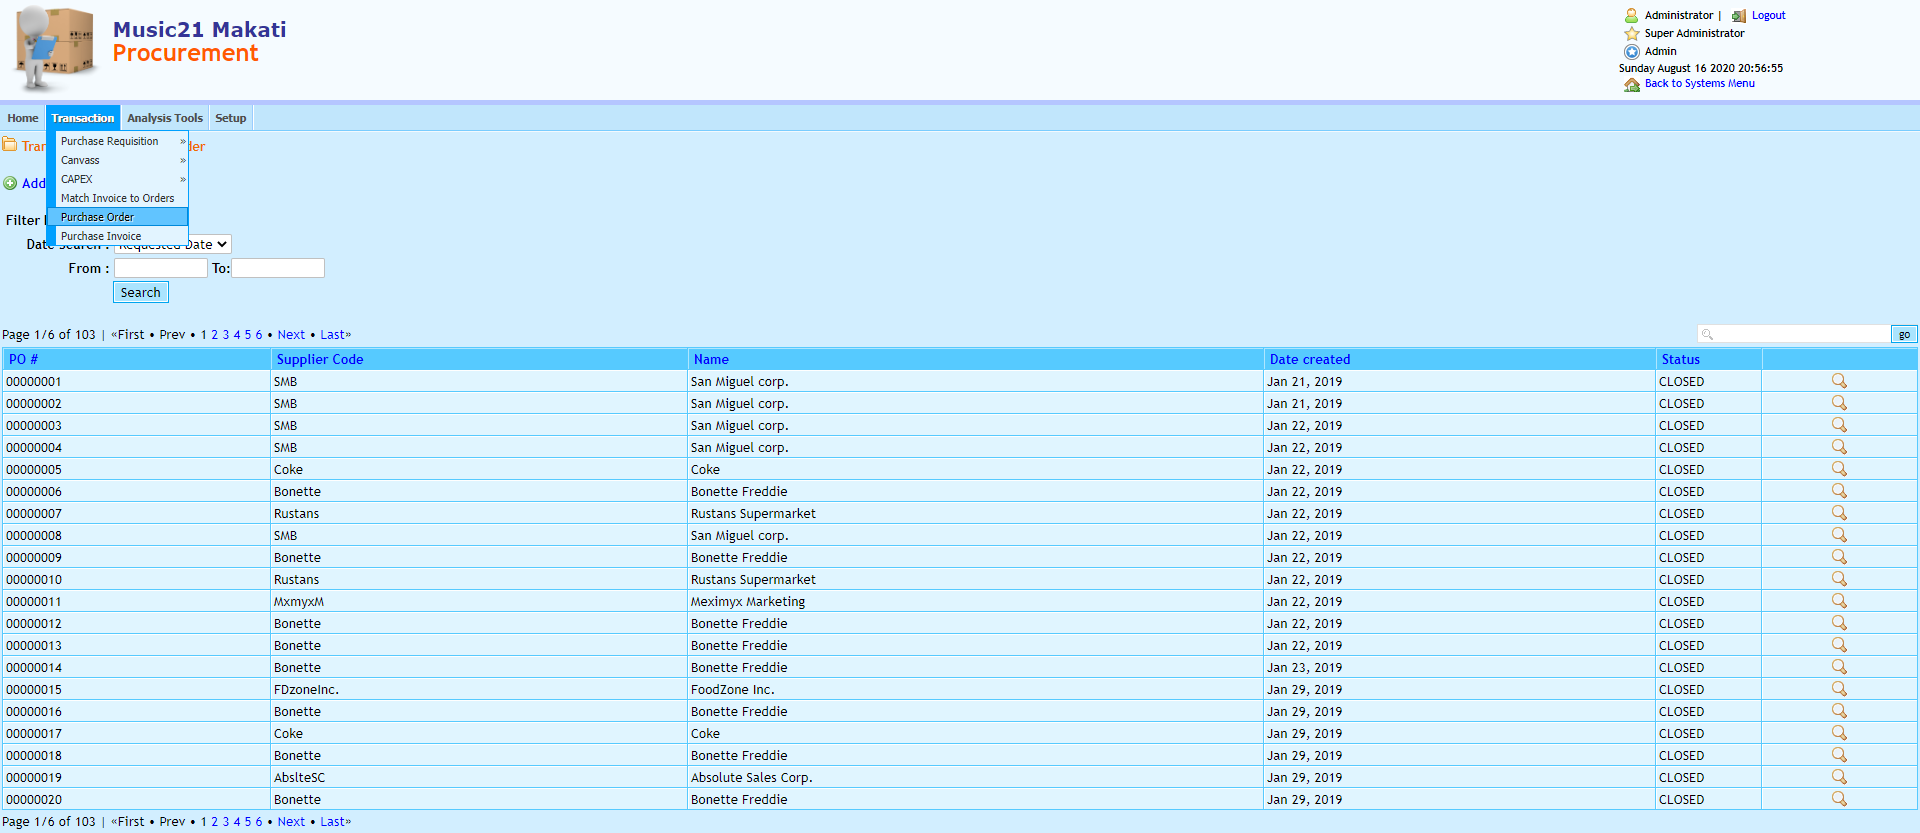 Music21 Makati
Procurement
Administrator | Logout
Super Administrator
Admin
Sunday August 16 2020 20:56:55
Back to Systems Menu
Home Transaction Analysis Tools Setup
Purchase Requisition »
Canvass »
CAPEX »
Match Invoice to Orders
Purchase Order
Purchase Invoice
Add
Filter
Date Search : Requested Date
From : To:
Search
Page 1/6 of 103 | «First • Prev • 1 2 3 4 5 6 • Next • Last» go
PO # Supplier Code Name Date created Status
00000001 SMB San Miguel corp. Jan 21, 2019 CLOSED
00000002 SMB San Miguel corp. Jan 21, 2019 CLOSED
00000003 SMB San Miguel corp. Jan 22, 2019 CLOSED
00000004 SMB San Miguel corp. Jan 22, 2019 CLOSED
00000005 Coke Coke Jan 22, 2019 CLOSED
00000006 Bonette Bonette Freddie Jan 22, 2019 CLOSED
00000007 Rustans Rustans Supermarket Jan 22, 2019 CLOSED
00000008 SMB San Miguel corp. Jan 22, 2019 CLOSED
00000009 Bonette Bonette Freddie Jan 22, 2019 CLOSED
00000010 Rustans Rustans Supermarket Jan 22, 2019 CLOSED
00000011 MxmyxM Meximyx Marketing Jan 22, 2019 CLOSED
00000012 Bonette Bonette Freddie Jan 22, 2019 CLOSED
00000013 Bonette Bonette Freddie Jan 22, 2019 CLOSED
00000014 Bonette Bonette Freddie Jan 23, 2019 CLOSED
00000015 FDzoneInc. FoodZone Inc. Jan 29, 2019 CLOSED
00000016 Bonette Bonette Freddie Jan 29, 2019 CLOSED
00000017 Coke Coke Jan 29, 2019 CLOSED
00000018 Bonette Bonette Freddie Jan 29, 2019 CLOSED
00000019 AbslteSC Absolute Sales Corp. Jan 29, 2019 CLOSED
00000020 Bonette Bonette Freddie Jan 29, 2019 CLOSED
Page 1/6 of 103 | «First • Prev • 1 2 3 4 5 6 • Next • Last»